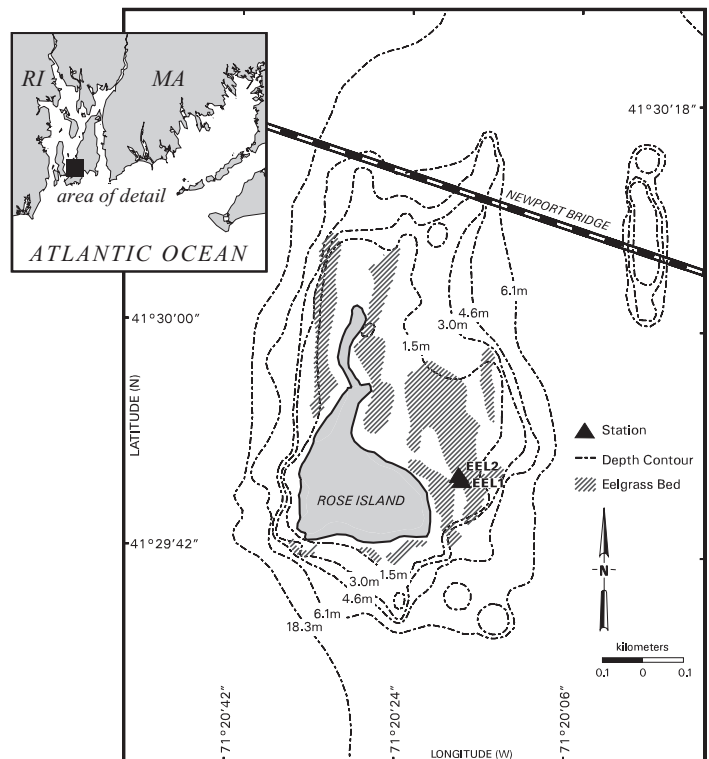 RI
MA
area of detail
ATLANTIC OCEAN
41°30’18”
NEWPORT BRIDGE
6.1m
4.6m
3.0m
1.5m
41°30’00”
LATITUDE (N)
Station
Depth Contour
Eelgrass Bed
EEL2
EEL1
ROSE ISLAND
41°29’42”
N
1.5m
3.0m
4.6m
6.1m
18.3m
kilometers
0.1 0 0.1
71°20’42”
71°20’24”
71°20’06”
LONGITUDE (W)